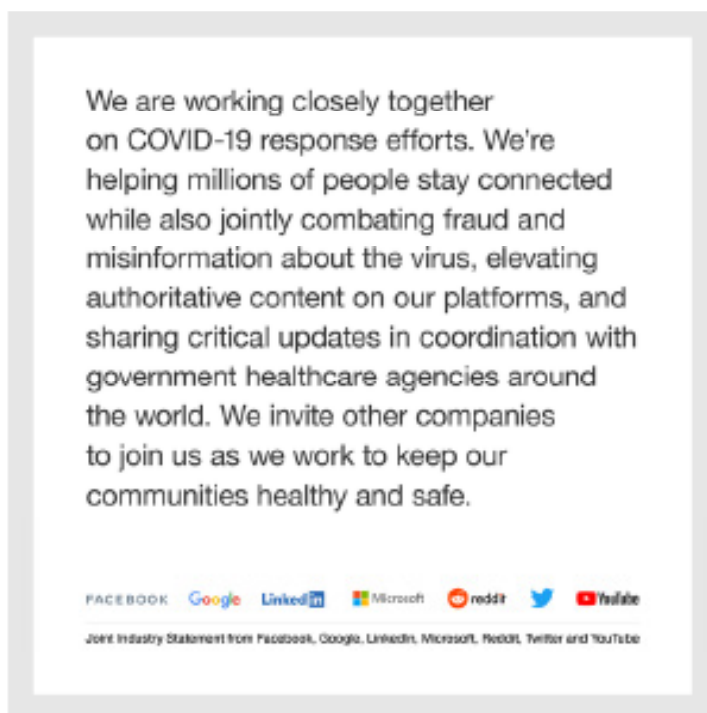 We are working closely together
on COVID-19 response efforts. We're
helping millions of people stay connected
while also jointly combating fraud and
misinformation about the virus, elevating
authoritative content on our platforms, and
sharing critical updates in coordination with
government healthcare agencies around
the world. We invite other companies
to join us as we work to keep our
communities healthy and safe.
FACEBOOK Google Linkedin Microsoft reddit YouTube
Joint Industry Statement from Facebook, Google, LinkedIn, Microsoft, Reddit, Twitter and YouTube